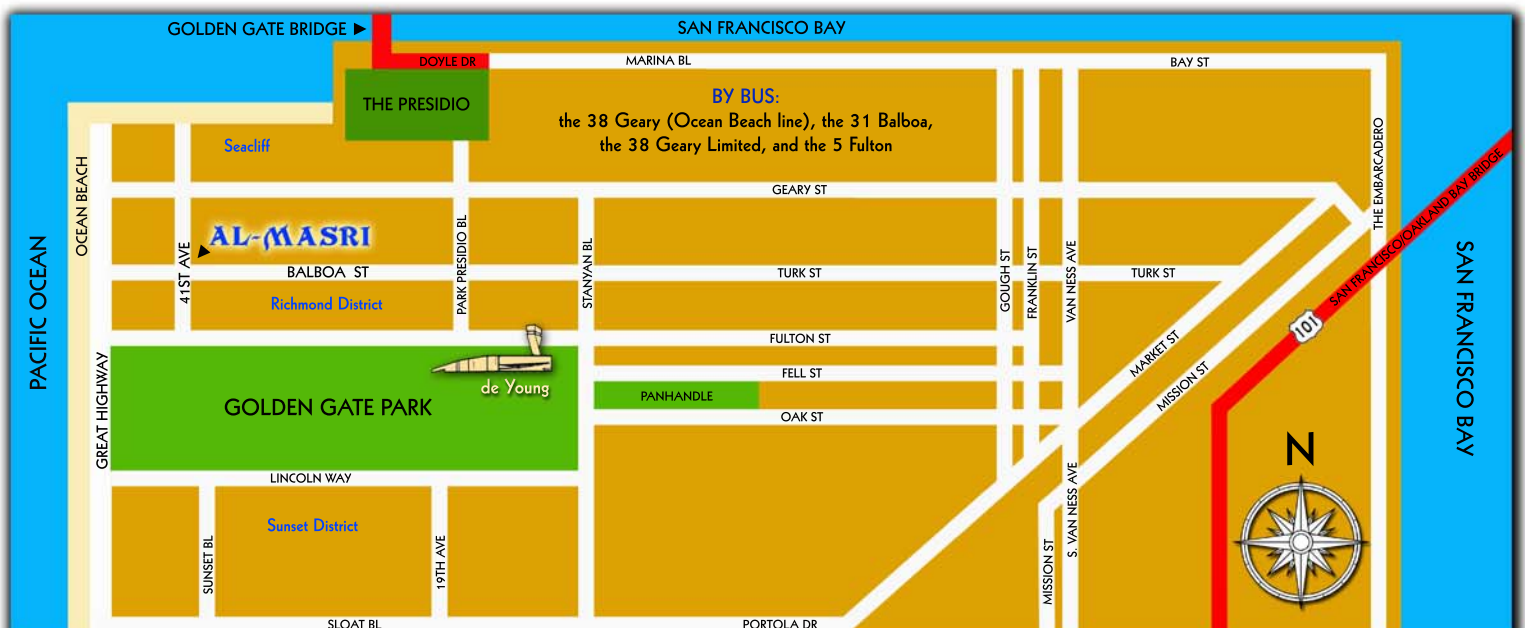 GOLDEN GATE BRIDGE
SAN FRANCISCO BAY
DOYLE DR
MARINA BL
BAY ST
THE PRESIDIO
BY BUS:
the 38 Geary (Ocean Beach line), the 31 Balboa,
the 38 Geary Limited, and the 5 Fulton
Seacliff
OCEAN BEACH
THE EMBARCADERO
SAN FRANCISCO/OAKLAND BAY BRIDGE
GEARY ST
AL-MASRI
41ST AVE
PARK PRESIDIO BL
STANYAN BL
GOUGH ST
FRANKLIN ST
VAN NESS AVE
BALBOA ST
TURK ST
TURK ST
PACIFIC OCEAN
SAN FRANCISCO BAY
Richmond District
101
FULTON ST
MARKET ST
MISSION ST
FELL ST
de Young
GREAT HIGHWAY
GOLDEN GATE PARK
PANHANDLE
OAK ST
N
LINCOLN WAY
S. VAN NESS AVE
Sunset District
SUNSET BL
19TH AVE
MISSION ST
SLOAT BL
PORTOLA DR